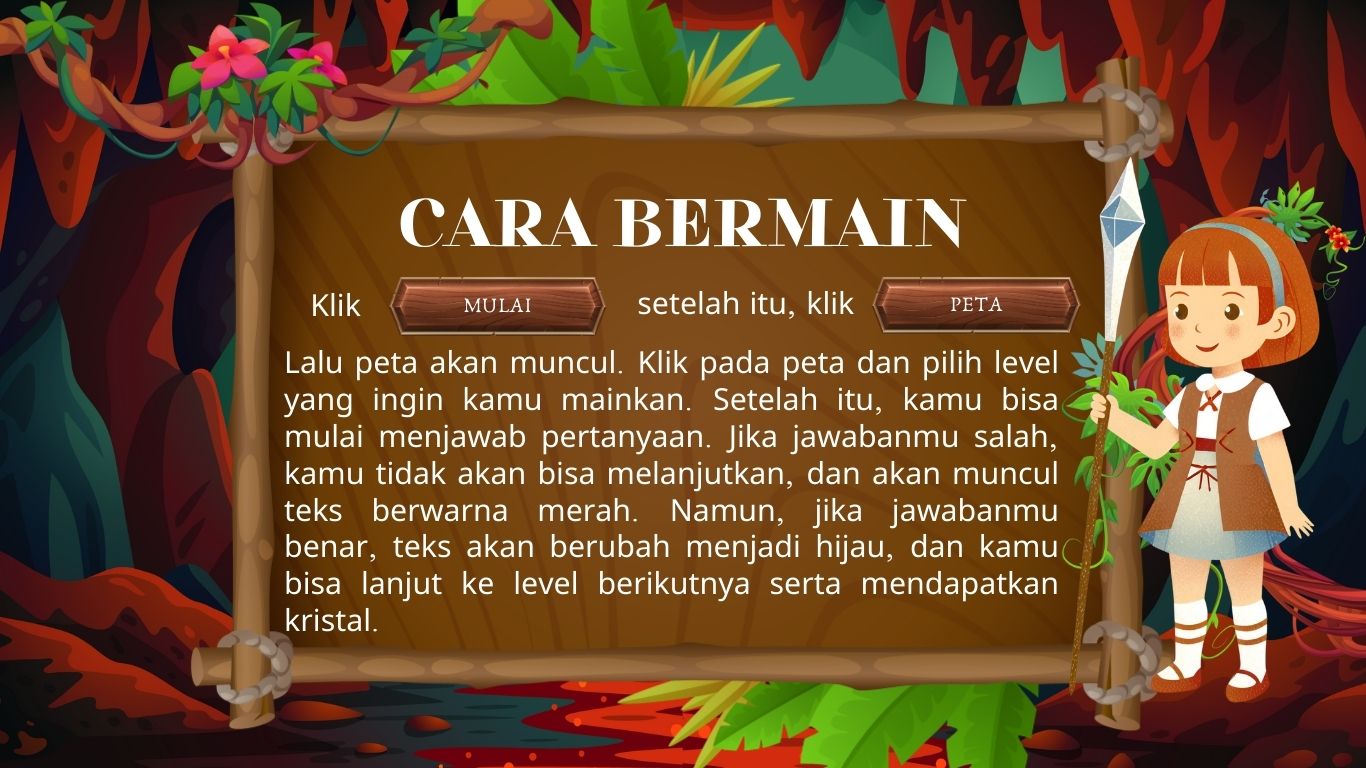 CARA BERMAIN
Klik MULAI setelah itu, klik PETA
Lalu peta akan muncul. Klik pada peta dan pilih level
yang ingin kamu mainkan. Setelah itu, kamu bisa
mulai menjawab pertanyaan. Jika jawabanmu salah,
kamu tidak akan bisa melanjutkan, dan akan muncul
teks berwarna merah. Namun, jika jawabanmu
benar, teks akan berubah menjadi hijau, dan kamu
bisa lanjut ke level berikutnya serta mendapatkan
kristal.